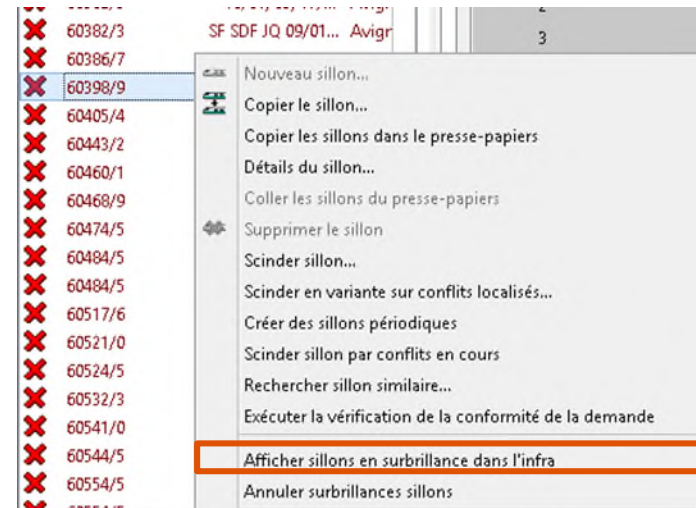 2
60382/3 SF SDF JQ 09/01... Avigr 3
60386/7
60398/9
60405/4
60443/2
60460/1
60468/9
60474/5
60484/5
60484/5
60517/6
60521/0
60524/5
60532/3
60541/0
60544/5
60554/5
Nouveau sillon...
Copier le sillon...
Copier les sillons dans le presse-papiers
Détails du sillon...
Coller les sillons du presse-papiers
Supprimer le sillon
Scinder sillon...
Scinder en variante sur conflits localisés...
Créer des sillons périodiques
Scinder sillon par conflits en cours
Rechercher sillon similaire...
Exécuter la vérification de la conformité de la demande
Afficher sillons en surbrillance dans l'infra
Annuler surbrillances sillons